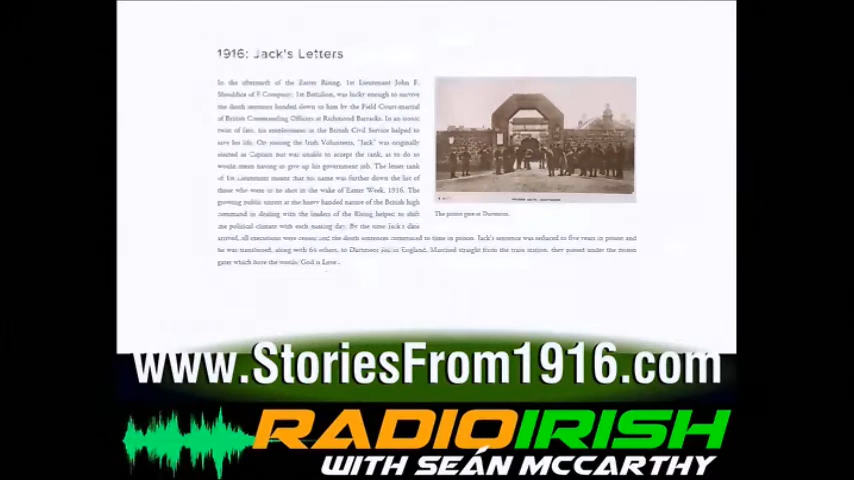 1916: Jack's Letters
In the aftermath of the Easter Rising, 1st Lieutenant John F.
Shouldice of F Company, 1st Battalion, was lucky enough to survive
the death sentence handed down to him by the Field Court-martial
of British Commanding Officers at Richmond Barracks. In an ironic
twist of fate, his employment in the British Civil Service helped to
save his life. On joining the Irish Volunteers, "Jack" was originally
elected as Captain but was unable to accept the rank, as to do so
would mean having to give up his government job. The lesser rank
of 1st Lieutenant meant that his name was further down the list of
those who were to be shot in the wake of Easter Week, 1916. The
growing public unrest at the heavy handed nature of the British high
command in dealing with the leaders of the Rising helped to shift
the political climate with each passing day. By the time Jack's date
arrived, all executions were ceased and the death sentences commuted to time in prison. Jack's sentence was reduced to five years in prison and
he was transferred, along with 64 others, to Dartmoor Jail in England. Marched straight from the train station, they passed under the prison
gates which bore the words 'God is Love'.
The prison gate at Dartmoor.
www.StoriesFrom1916.com
RADIOIRISH
WITH SEÁN MCCARTHY